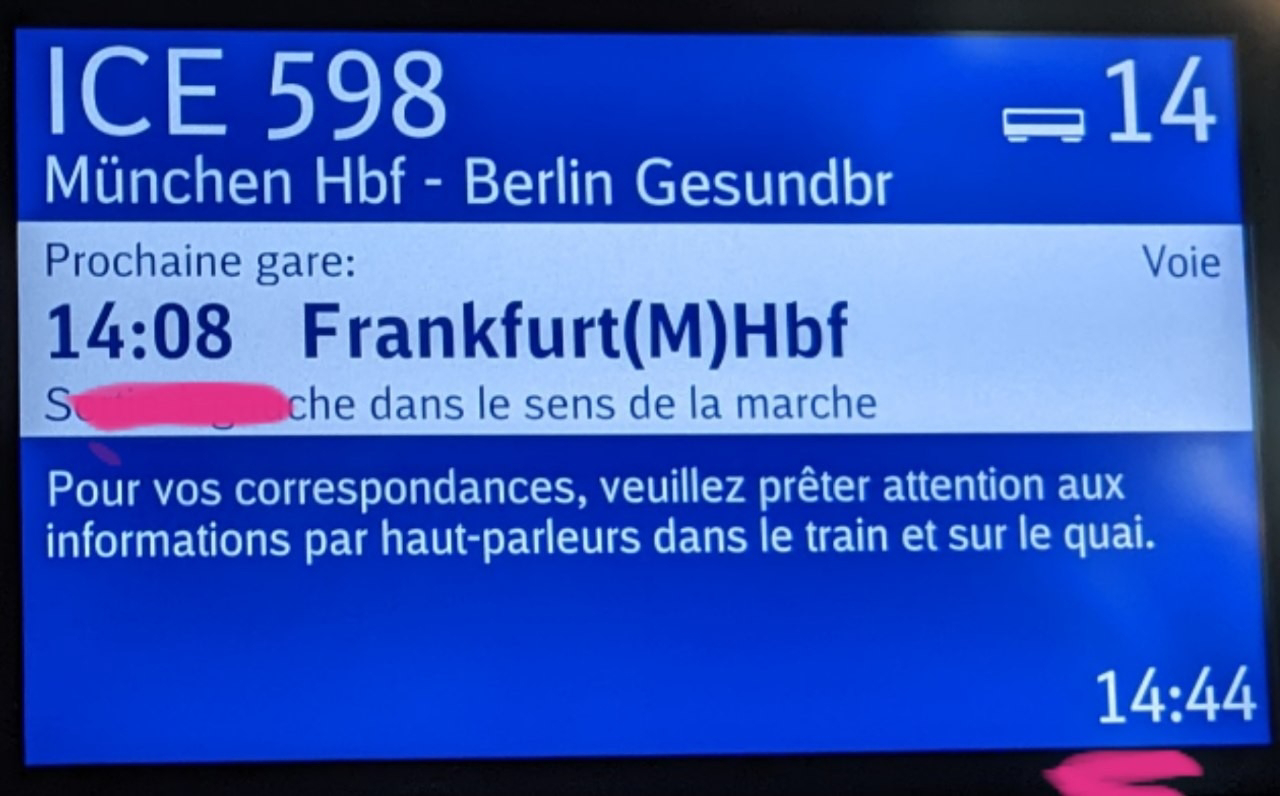 ICE 598
14
München Hbf - Berlin Gesundbr
Prochaine gare:
Voie
14:08 Frankfurt(M)Hbf
dans le sens de la marche
Pour vos correspondances, veuillez prêter attention aux
informations par haut-parleurs dans le train et sur le quai.
14:44